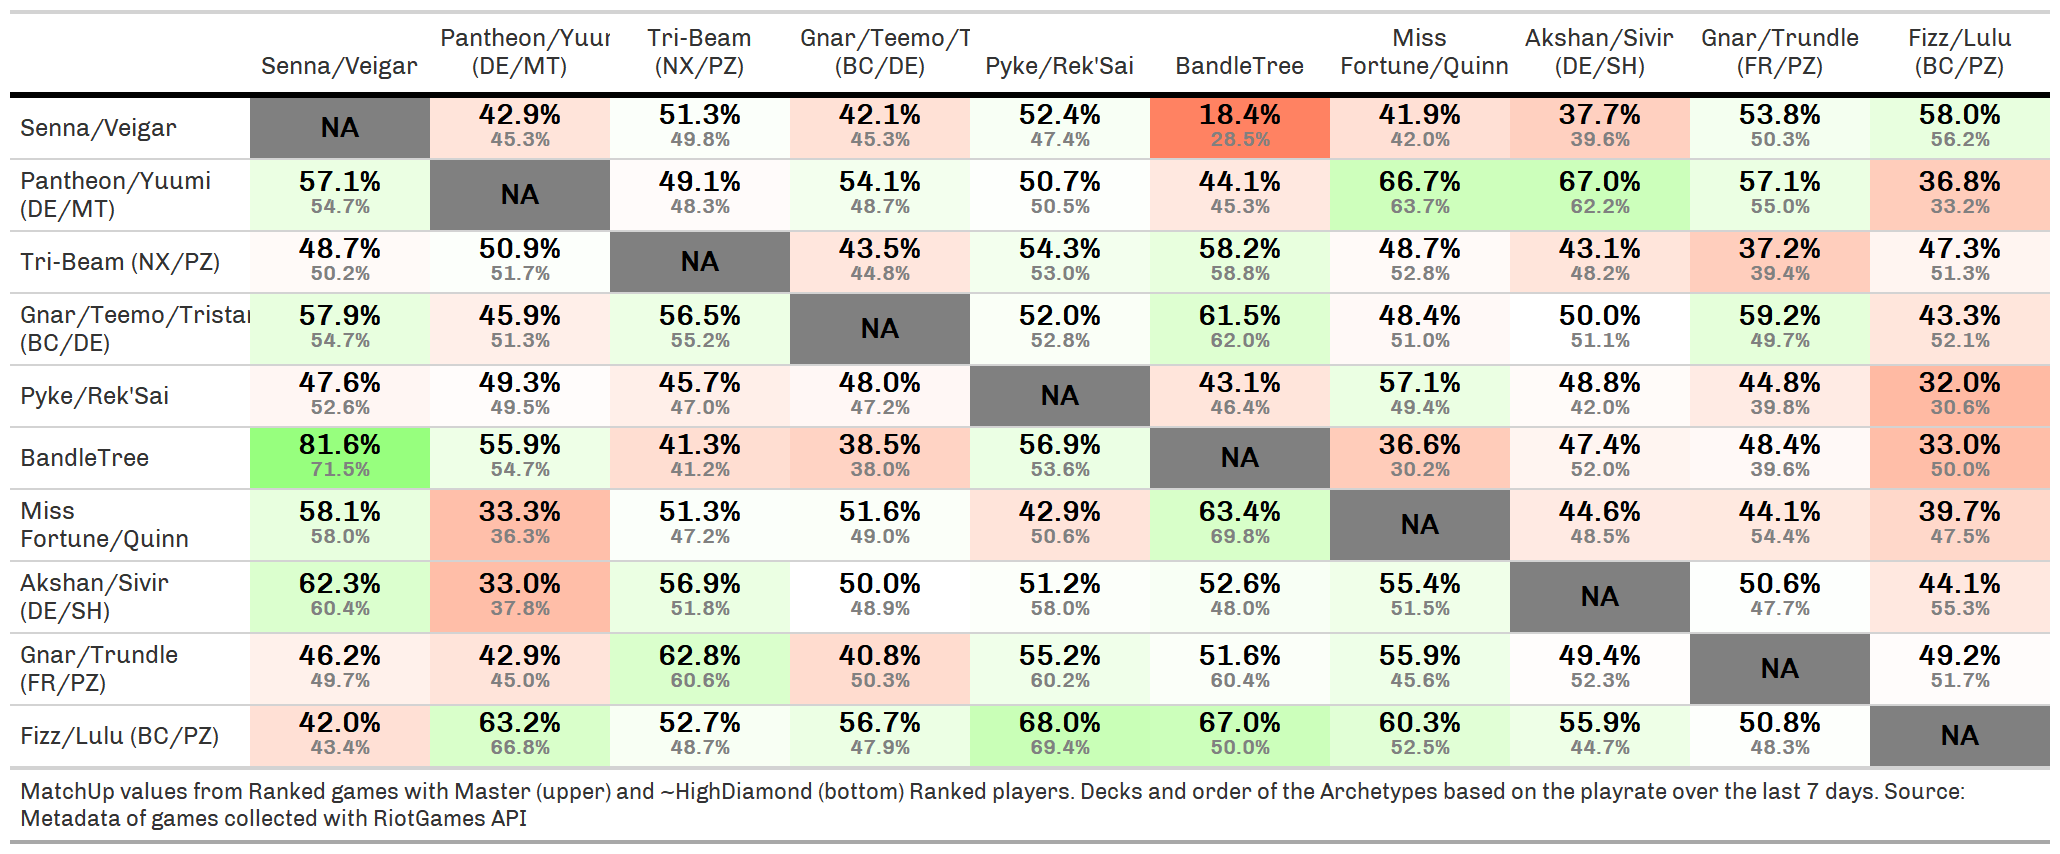 Senna/Veigar Pantheon/Yuur (DE/MT) Tri-Beam (NX/PZ) Gnar/Teemo/T (BC/DE) Pyke/Rek'Sai BandleTree Miss Fortune/Quinn Akshan/Sivir (DE/SH) Gnar/Trundle (FR/PZ) Fizz/Lulu (BC/PZ)
Senna/Veigar NA 42.9% 51.3% 42.1% 52.4% 18.4% 41.9% 37.7% 53.8% 58.0%
45.3% 49.8% 45.3% 47.4% 28.5% 42.0% 39.6% 50.3% 56.2%
Pantheon/Yuumi 57.1% NA 49.1% 54.1% 50.7% 44.1% 66.7% 67.0% 57.1% 36.8%
(DE/MT) 54.7% 48.3% 48.7% 50.5% 45.3% 63.7% 62.2% 55.0% 33.2%
Tri-Beam (NX/PZ) 48.7% 50.9% NA 43.5% 54.3% 58.2% 48.7% 43.1% 37.2% 47.3%
50.2% 51.7% 44.8% 53.0% 58.8% 52.8% 48.2% 39.4% 51.3%
Gnar/Teemo/Tristar 57.9% 45.9% 56.5% NA 52.0% 61.5% 48.4% 50.0% 59.2% 43.3%
(BC/DE) 54.7% 51.3% 55.2% 52.8% 62.0% 51.0% 51.1% 49.7% 52.1%
Pyke/Rek'Sai 47.6% 49.3% 45.7% 48.0% NA 43.1% 57.1% 48.8% 44.8% 32.0%
52.6% 49.5% 47.0% 47.2% 46.4% 49.4% 42.0% 39.8% 30.6%
BandleTree 81.6% 55.9% 41.3% 38.5% 56.9% NA 36.6% 47.4% 48.4% 33.0%
71.5% 54.7% 41.2% 38.0% 53.6% 30.2% 52.0% 39.6% 50.0%
Miss 58.1% 33.3% 51.3% 51.6% 42.9% 63.4% NA 44.6% 44.1% 39.7%
Fortune/Quinn 58.0% 36.3% 47.2% 49.0% 50.6% 69.8% 48.5% 54.4% 47.5%
Akshan/Sivir 62.3% 33.0% 56.9% 50.0% 51.2% 52.6% 55.4% NA 50.6% 44.1%
(DE/SH) 60.4% 37.8% 51.8% 48.9% 58.0% 48.0% 51.5% 47.7% 55.3%
Gnar/Trundle 46.2% 42.9% 62.8% 40.8% 55.2% 51.6% 55.9% 49.4% NA 49.2%
(FR/PZ) 49.7% 45.0% 60.6% 50.3% 60.2% 60.4% 45.6% 52.3% 51.7%
Fizz/Lulu (BC/PZ) 42.0% 63.2% 52.7% 56.7% 68.0% 67.0% 60.3% 55.9% 50.8% NA
43.4% 66.8% 48.7% 47.9% 69.4% 50.0% 52.5% 44.7% 48.3%
MatchUp values from Ranked games with Master (upper) and ~HighDiamond (bottom) Ranked players. Decks and order of the Archetypes based on the playrate over the last 7 days. Source:
Metadata of games collected with RiotGames API